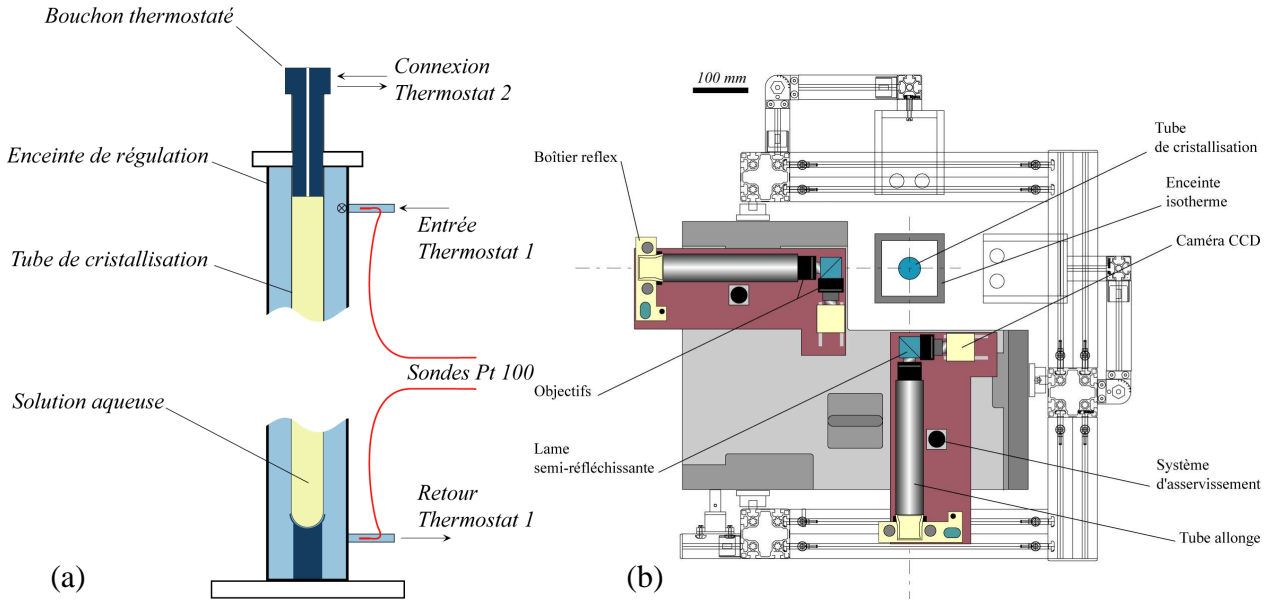 Bouchon thermostaté
Connexion
Thermostat 2
Enceinte de régulation
Entrée
Thermostat 1
Tube de cristallisation
Sondes Pt 100
Solution aqueuse
Retour
Thermostat 1
(a)
100 mm
Tube
de cristallisation
Boîtier reflex
Enceinte
isotherme
Caméra CCD
Objectifs
Lame
semi-réfléchissante
Système
d'asservissement
Tube allonge
(b)